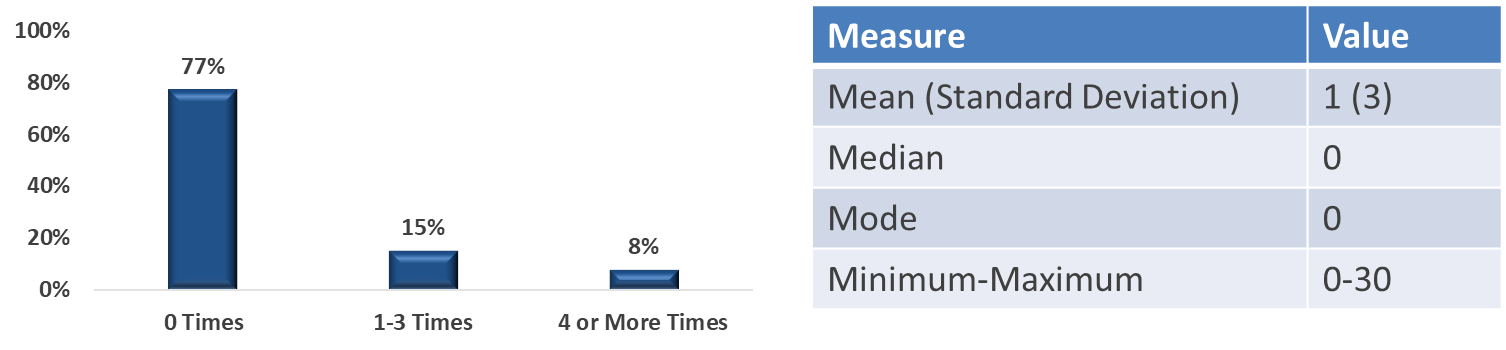 100%
80%
60%
40%
20%
0%
77%
15%
8%
0 Times
1-3 Times
4 or More Times
Measure Value
Mean (Standard Deviation) 1 (3)
Median 0
Mode 0
Minimum-Maximum 0-30